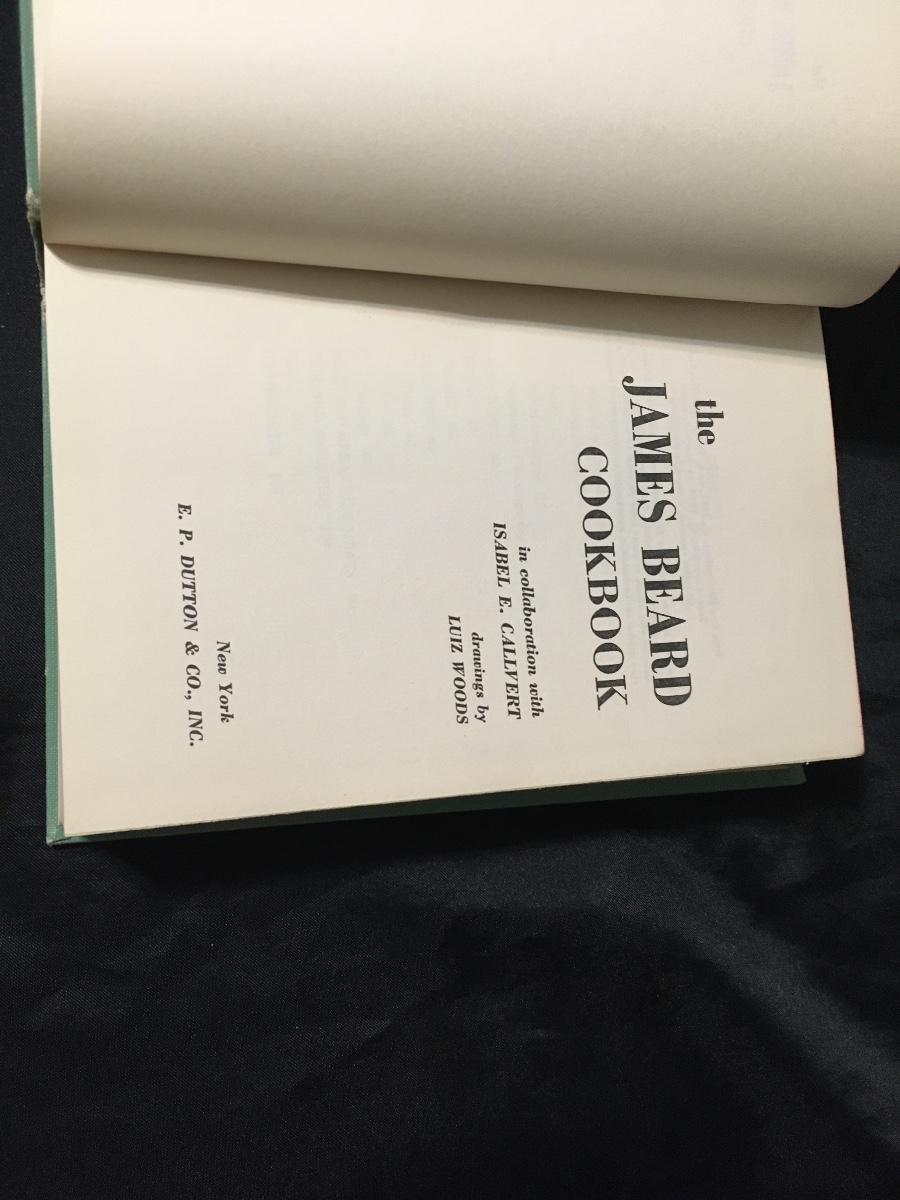 the
JAMES BEARD
COOKBOOK
in collaboration with
ISABEL E. CALLVERT
drawings by
LUIZ WOODS
New York
E. P. DUTTON & CO., INC.